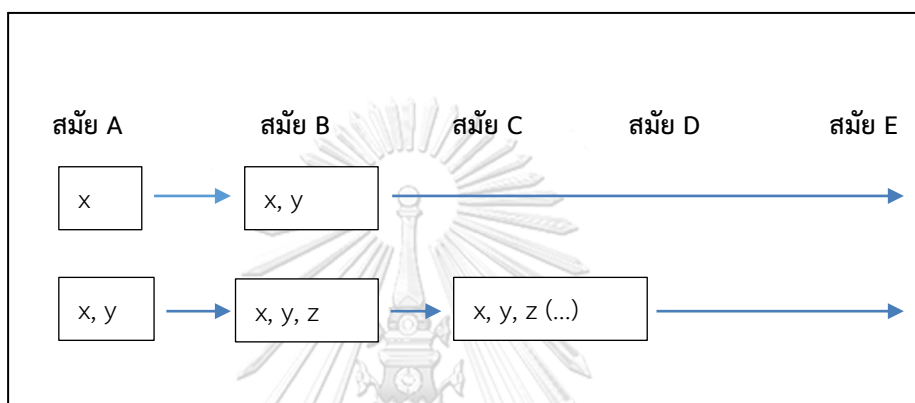 สมัย A สมัย B สมัย C สมัย D สมัย E
x x, y
x, y x, y, z x, y, z (...)